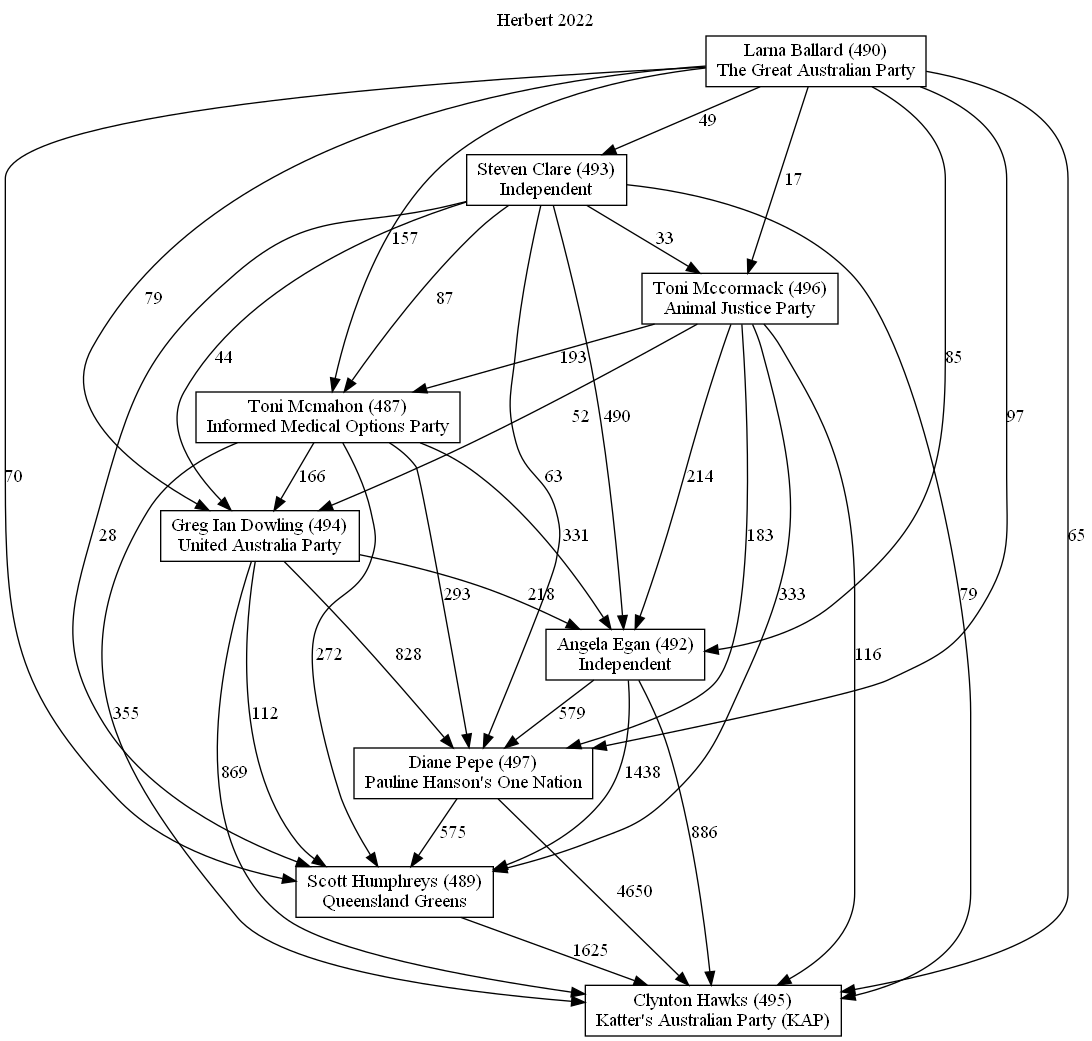 Herbert 2022
Larna Ballard (490)
The Great Australian Party
49
Steven Clare (493)
Independent
17
157
33
Toni Mccormack (496)
Animal Justice Party
79
87
44
193
85
Toni Mcmahon (487)
Informed Medical Options Party
52
490
97
70
166
63
214
Greg Ian Dowling (494)
United Australia Party
28
331
183
65
293
218
333
79
Angela Egan (492)
Independent
272
828
116
355
112
579
Diane Pepe (497)
Pauline Hanson's One Nation
869
1438
575
886
Scott Humphreys (489)
Queensland Greens
4650
1625
Clynton Hawks (495)
Katter's Australian Party (KAP)